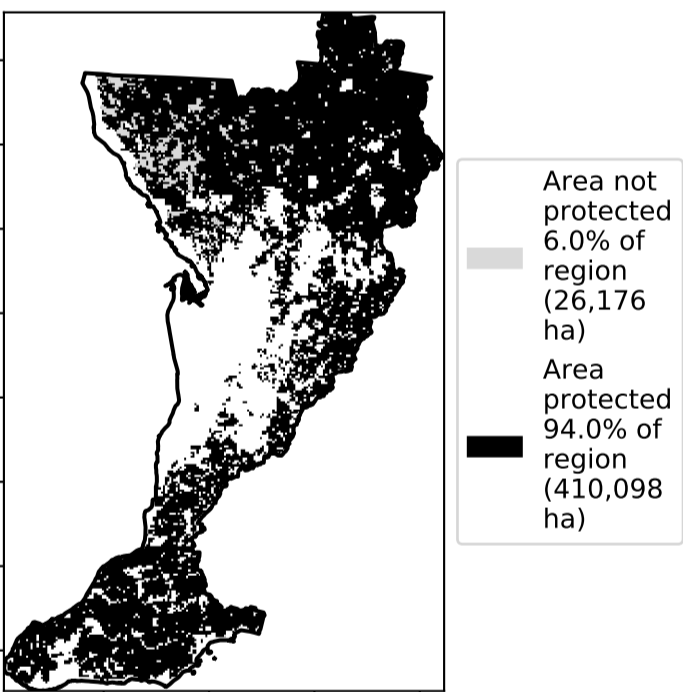 Area not
protected
6.0% of
region
(26,176
ha)
Area
protected
94.0% of
region
(410,098
ha)